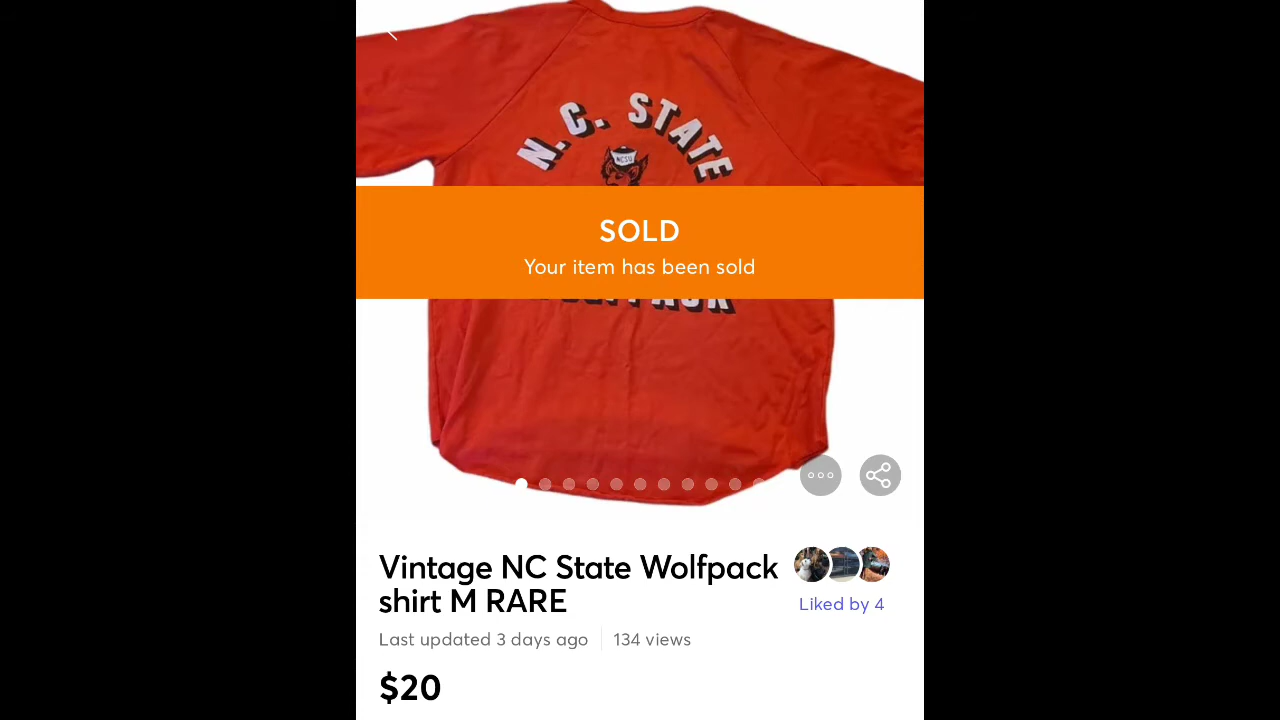 N. C. STATE
NCSU
SOLD
Your item has been sold
Vintage NC State Wolfpack
shirt M RARE
Liked by 4
Last updated 3 days ago
134 views
$20